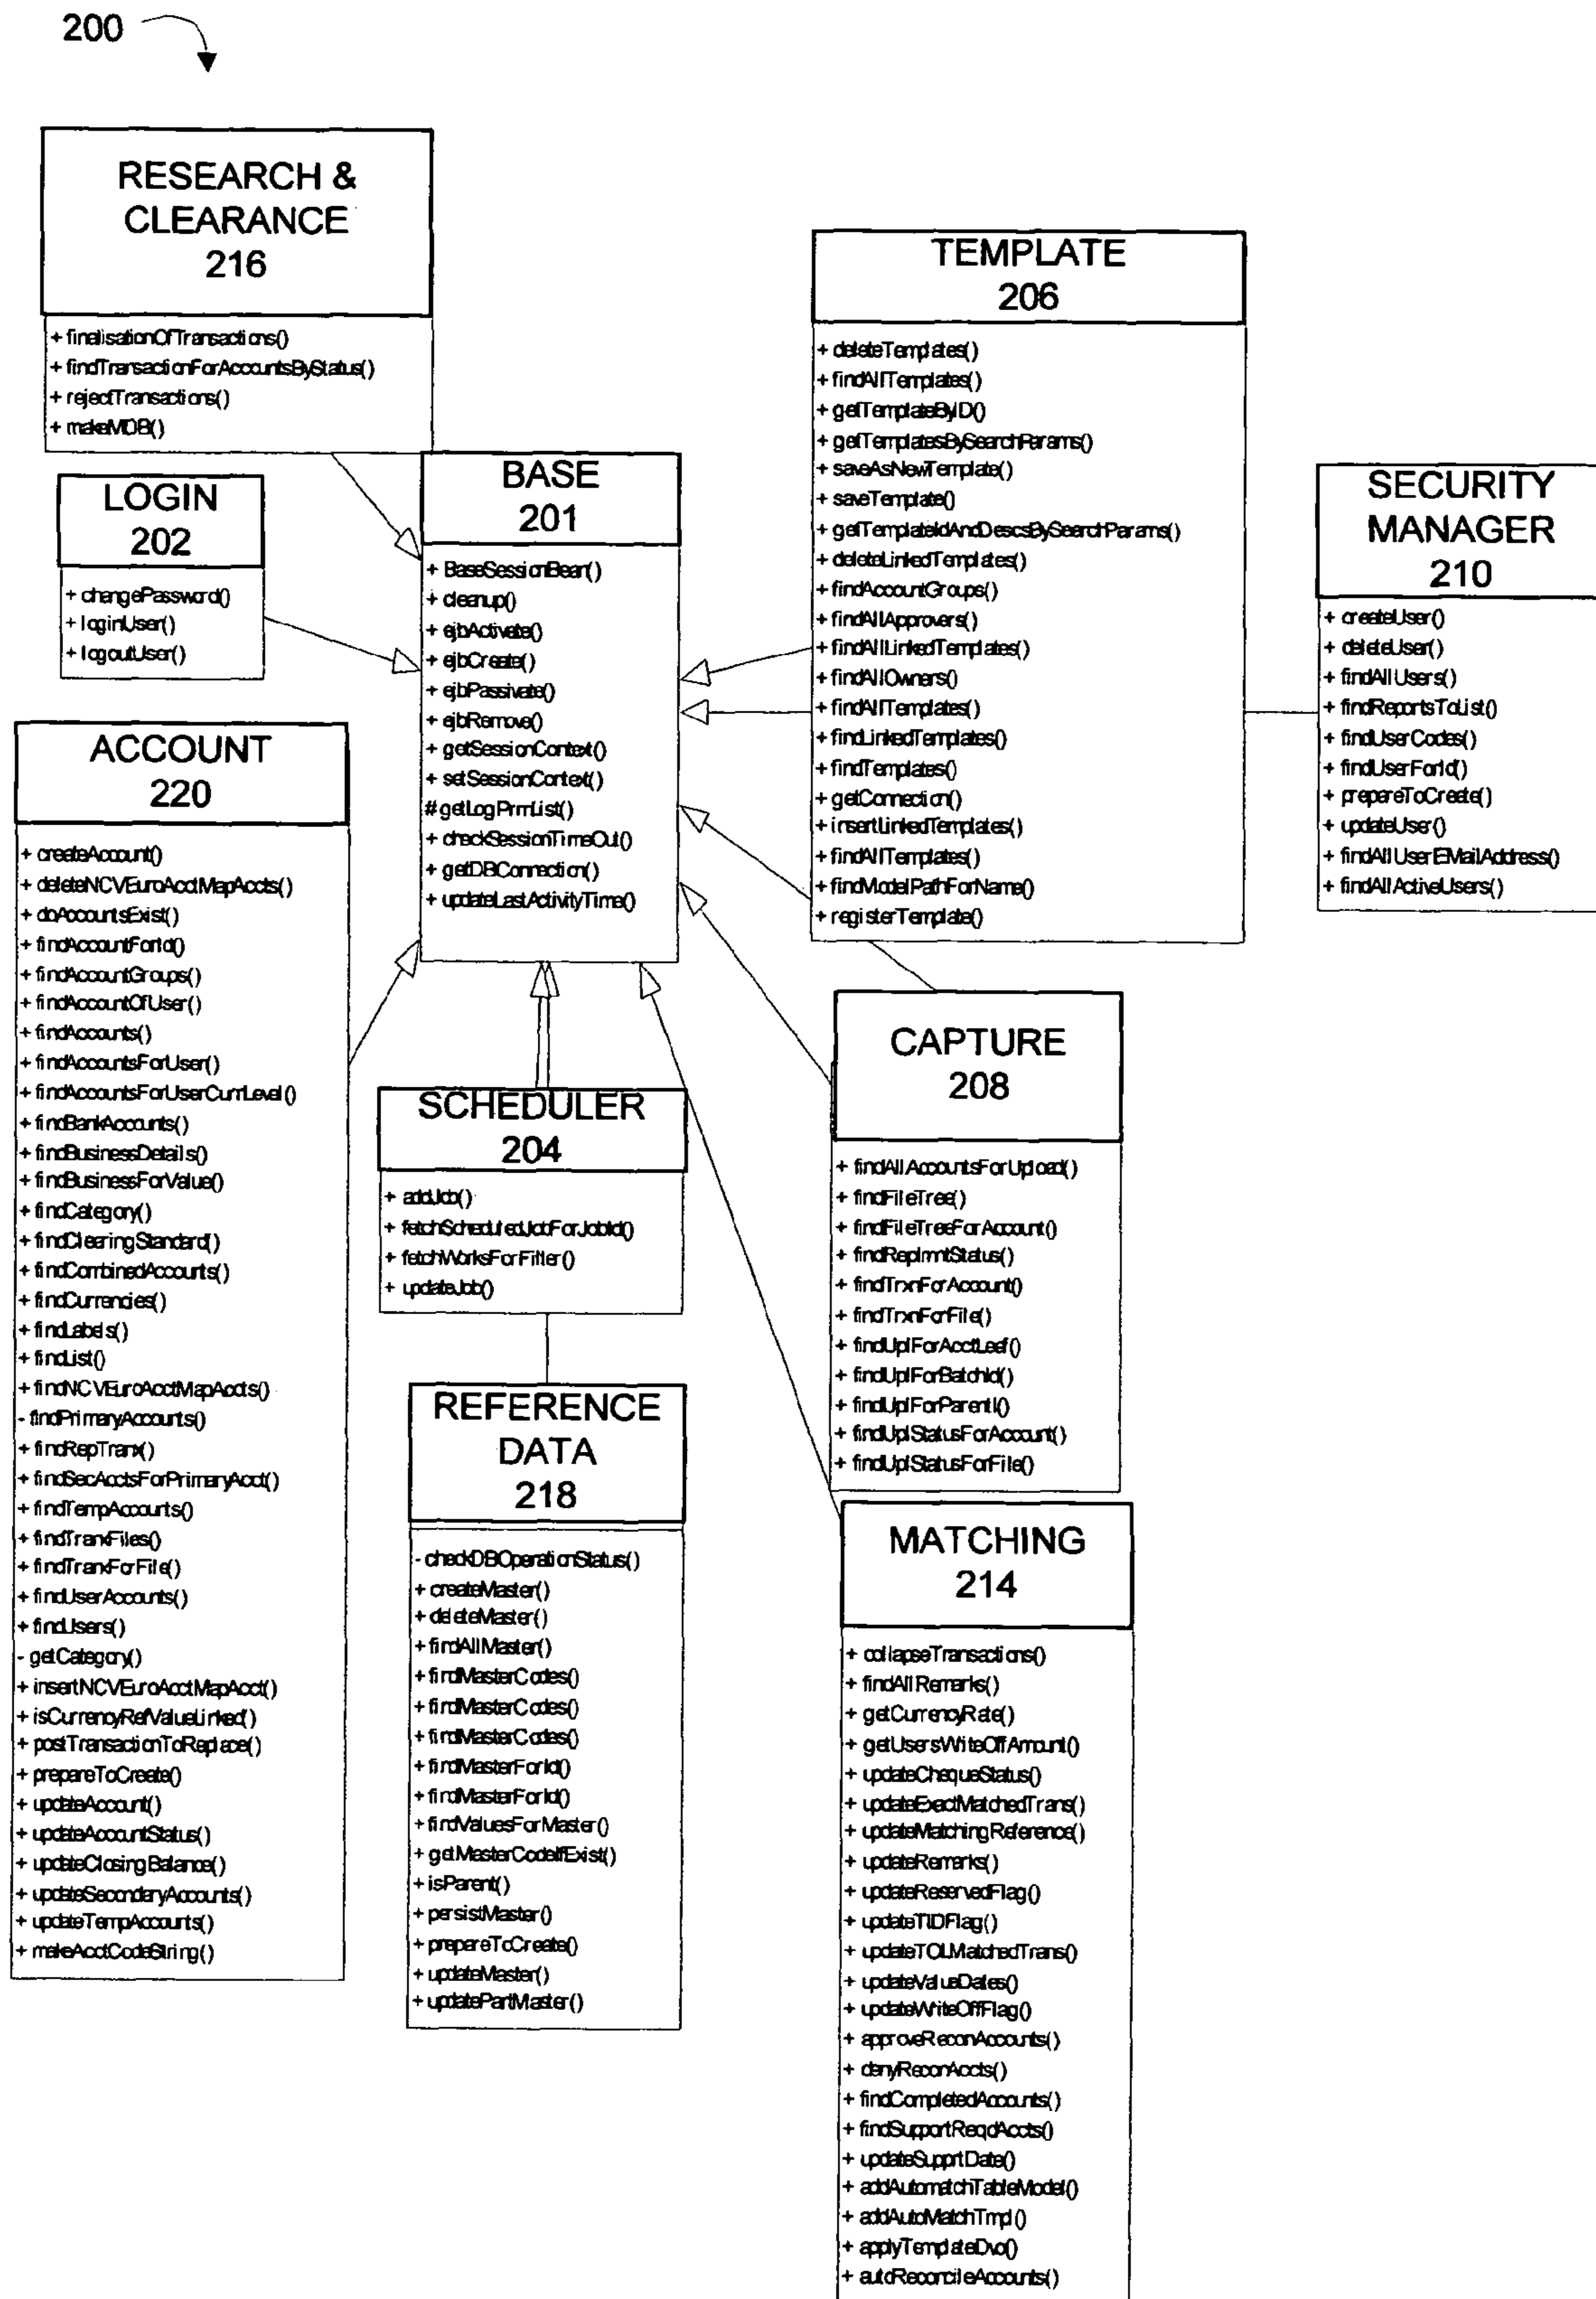 200
RESEARCH &
CLEARANCE
216
+ finalisationOfTransactions()
+ findTransactionForAccountsByStatus()
+ rejectTransactions()
+ makeMOB()
LOGIN
202
+ changePassword()
+ loginUser()
+ logoutUser()
BASE
201
+ BaseSessionBean()
+ cleanup()
+ ejbActivate()
+ ejbCreate()
+ ejbPassivate()
+ ejbRemove()
+ getSessionContext()
+ setSessionContext()
# getLogPrmList()
+ checkSessionTimeOut()
+ getDBConnection()
+ updateLastActivityTime()
TEMPLATE
206
+ deleteTemplates()
+ findAllTemplates()
+ getTemplateByID()
+ getTemplatesBySearchParams()
+ saveAsNewTemplate()
+ saveTemplate()
+ getTemplateIdAndDescsBySearchParams()
+ deleteLinkedTemplates()
+ findAccountGroups()
+ findAllApprovers()
+ findAllLinkedTemplates()
+ findAllOwners()
+ findAllTemplates()
+ findLinkedTemplates()
+ findTemplates()
+ getConnection()
+ insertLinkedTemplates()
+ findAllTemplates()
+ findModelPathForName()
+ registerTemplate()
SECURITY
MANAGER
210
+ createUser()
+ deleteUser()
+ findAllUsers()
+ findReportsToList()
+ findUserCodes()
+ findUserForId()
+ prepareToCreate()
+ updateUser()
+ findAllUserEMailAddress()
+ findAllActiveUsers()
ACCOUNT
220
+ createAccount()
+ deleteNCVEuroAcctMapAccts()
+ doAccountsExist()
+ findAccountForId()
+ findAccountGroups()
+ findAccountOfUser()
+ findAccounts()
+ findAccountsForUser()
+ findAccountsForUserCurrLevel()
+ findBankAccounts()
+ findBusinessDetails()
+ findBusinessForValue()
+ findCategory()
+ findClearingStandard()
+ findCombinedAccounts()
+ findCurrencies()
+ findLabels()
+ findList()
+ findNCVEuroAcctMapAccts()
- findPrimaryAccounts()
+ findRepTranx()
+ findSecAcctsForPrimaryAcct()
+ findTempAccounts()
+ findTranxFiles()
+ findTranxForFile()
+ findUserAccounts()
+ findUsers()
- getCategory()
+ insertNCVEuroAcctMapAcct()
+ isCurrencyRefValueLinked()
+ postTransactionToReplace()
+ prepareToCreate()
+ updateAccount()
+ updateAccountStatus()
+ updateClosingBalance()
+ updateSecondaryAccounts()
+ updateTempAccounts()
+ makeAcctCodeString()
SCHEDULER
204
+ addJob()
+ fetchScheduledJobForJobId()
+ fetchWorksForFilter()
+ updateJob()
REFERENCE
DATA
218
- checkDBOperationStatus()
+ createMaster()
+ deleteMaster()
+ findAllMaster()
+ findMasterCodes()
+ findMasterCodes()
+ findMasterCodes()
+ findMasterForId()
+ findMasterForId()
+ findValuesForMaster()
+ getMasterCodeIfExist()
+ isParent()
+ persistMaster()
+ prepareToCreate()
+ updateMaster()
+ updatePartMaster()
CAPTURE
208
+ findAllAccountsForUpload()
+ findFileTree()
+ findFileTreeForAccount()
+ findReplmntStatus()
+ findTrxnForAccount()
+ findTrxnForFile()
+ findUplForAcctLeaf()
+ findUplForBatchId()
+ findUplForParentI()
+ findUplStatusForAccount()
+ findUplStatusForFile()
MATCHING
214
+ collapseTransactions()
+ findAllRemarks()
+ getCurrencyRate()
+ getUsersWriteOffAmount()
+ updateChequeStatus()
+ updateExactMatchedTrans()
+ updateMatchingReference()
+ updateRemarks()
+ updateReservedFlag()
+ updateTIDFlag()
+ updateTOLMatchedTrans()
+ updateValueDates()
+ updateWriteOffFlag()
+ approveReconAccounts()
+ denyReconAccts()
+ findCompletedAccounts()
+ findSupportReqdAccts()
+ updateSupprtDate()
+ addAutomatchTableModel()
+ addAutoMatchTmpl()
+ applyTemplateDvo()
+ autoReconcileAccounts()